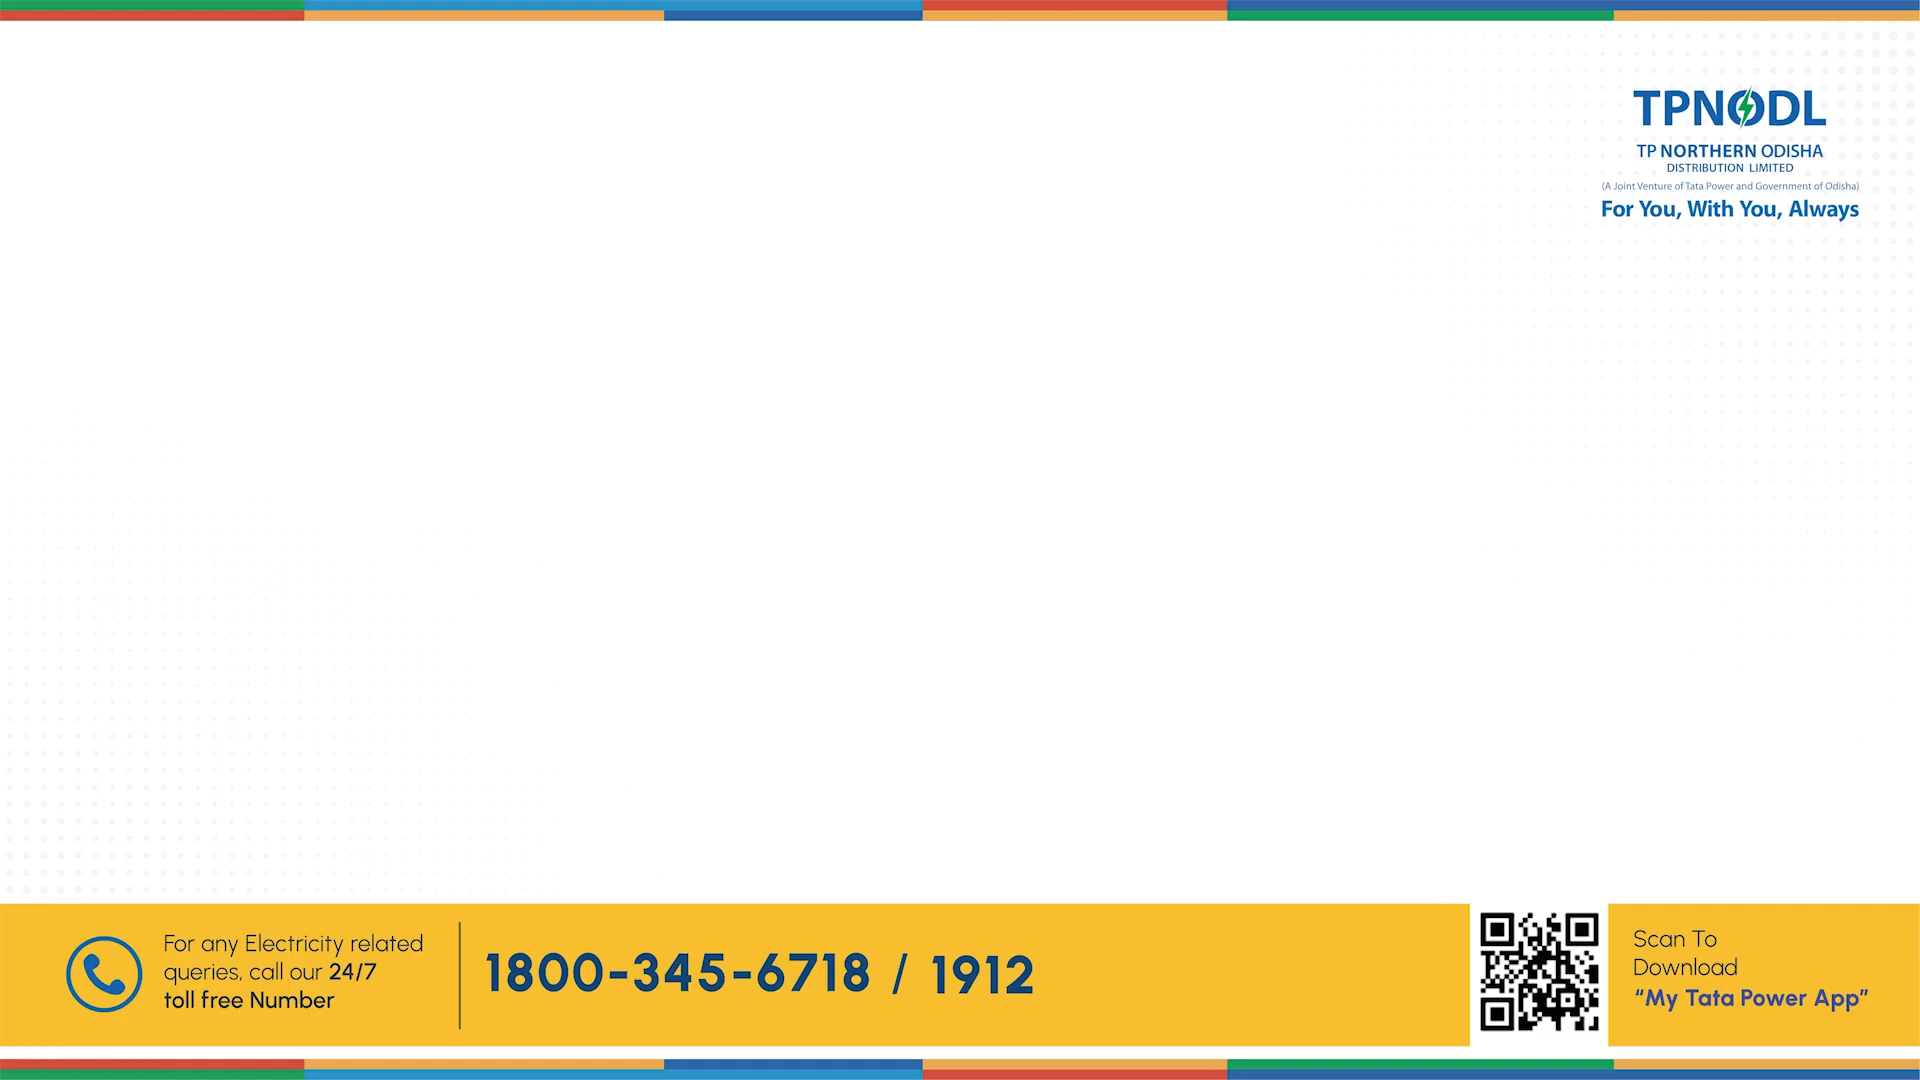 TPNODL
TP NORTHERN ODISHA
DISTRIBUTION LIMITED
(A Joint Venture of Tata Power and Government of Odisha)
For You, With You, Always
For any Electricity related
queries, call our 24/7
toll free Number
1800-345-6718 / 1912
Scan To
Download
“My Tata Power App”